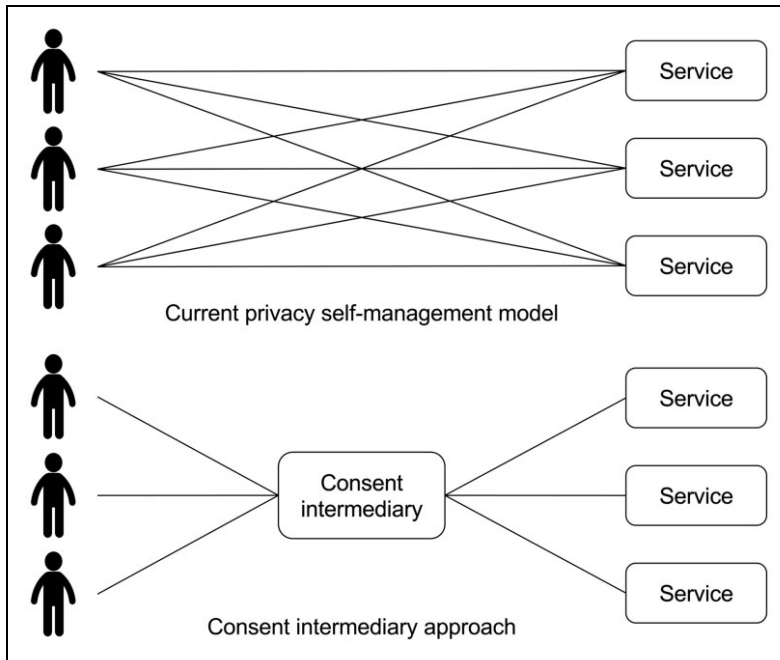 Service
Service
Service
Current privacy self-management model
Service
Consent
intermediary
Service
Service
Consent intermediary approach